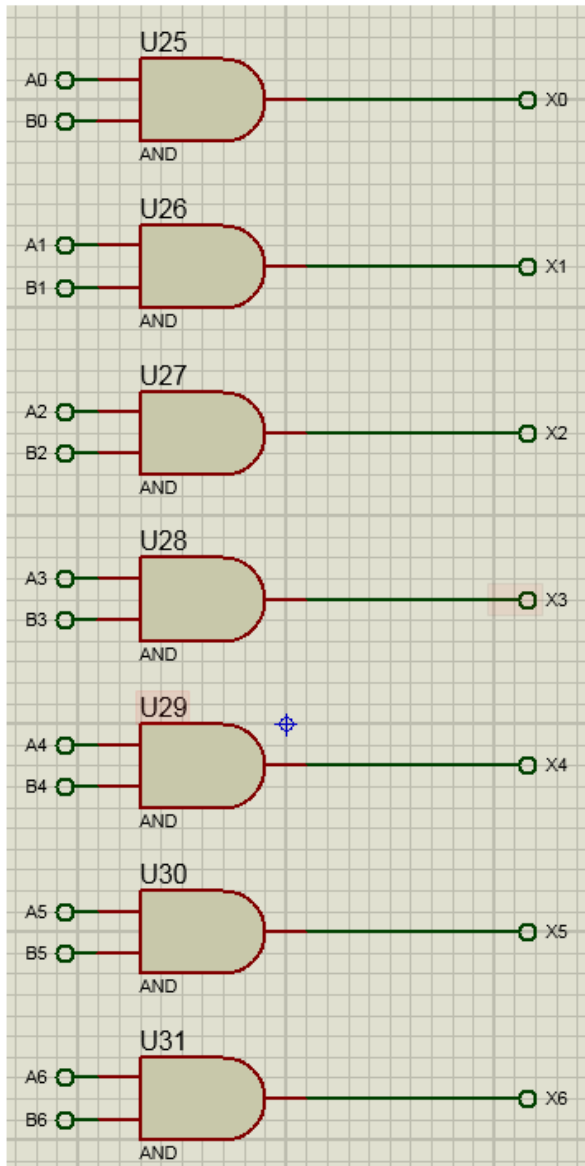 U25
A0
X0
B0
AND
U26
A1
X1
B1
AND
U27
A2
X2
B2
AND
U28
A3
X3
B3
AND
U29
A4
X4
B4
AND
U30
A5
X5
B5
AND
U31
A6
X6
B6
AND